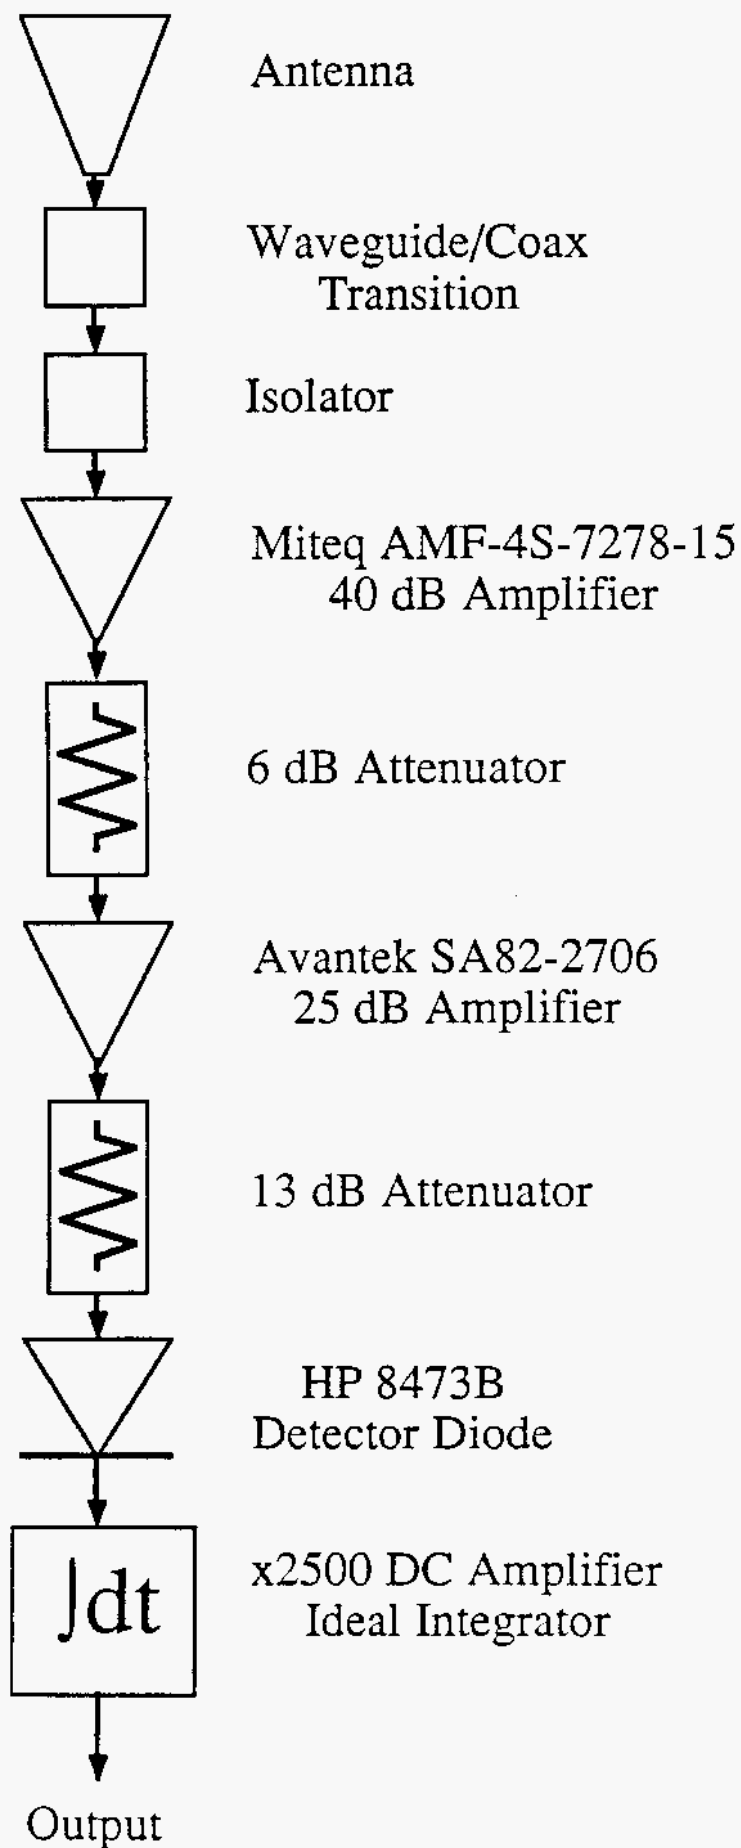 Antenna
Waveguide/Coax
Transition
Isolator
Miteq AMF-4S-7278-15
40 dB Amplifier
6 dB Attenuator
Avantek SA82-2706
25 dB Amplifier
13 dB Attenuator
HP 8473B
Detector Diode
∫dt
x2500 DC Amplifier
Ideal Integrator
Output